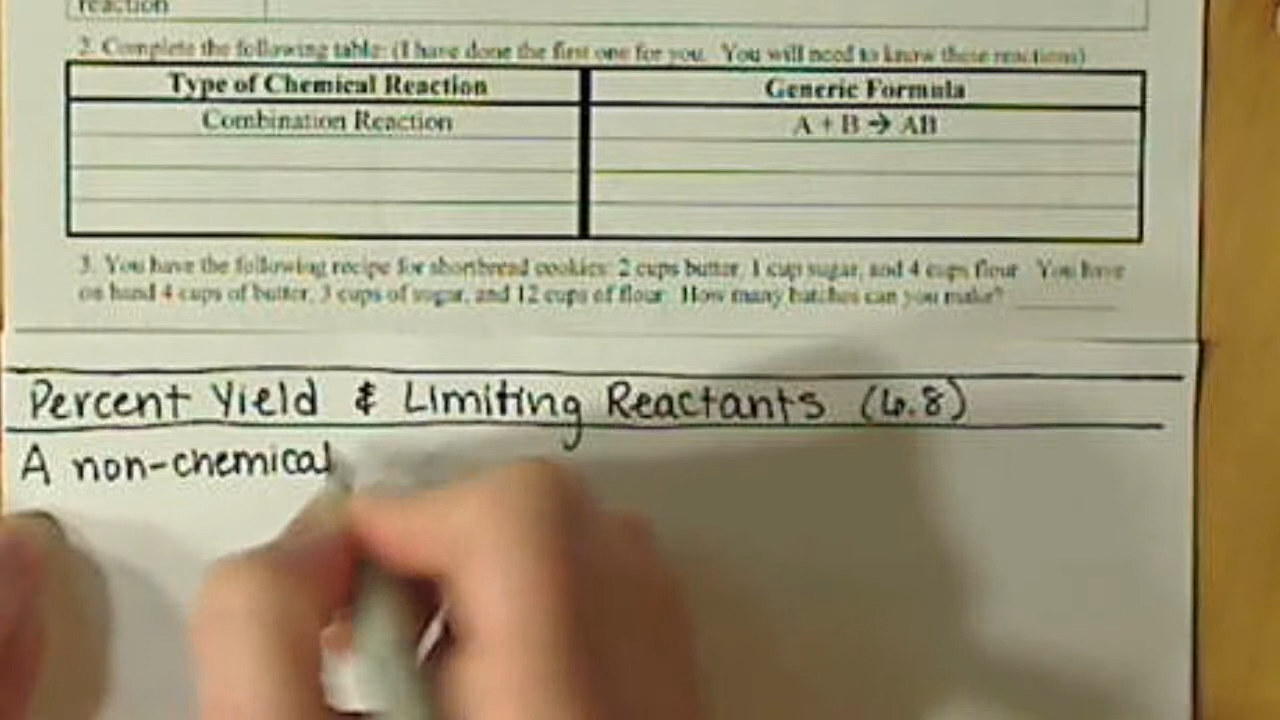 reaction
2. Complete the following table: (I have done the first one for you. You will need to know these reactions)
Type of Chemical Reaction
Generic Formula
Combination Reaction
A + B → AB
3. You have the following recipe for shortbread cookies: 2 cups butter, 1 cup sugar, and 4 cups flour. You have
on hand 4 cups of butter, 3 cups of sugar, and 12 cups of flour. How many batches can you make? ________
Percent Yield & Limiting Reactants (6.8)
A non-chemical